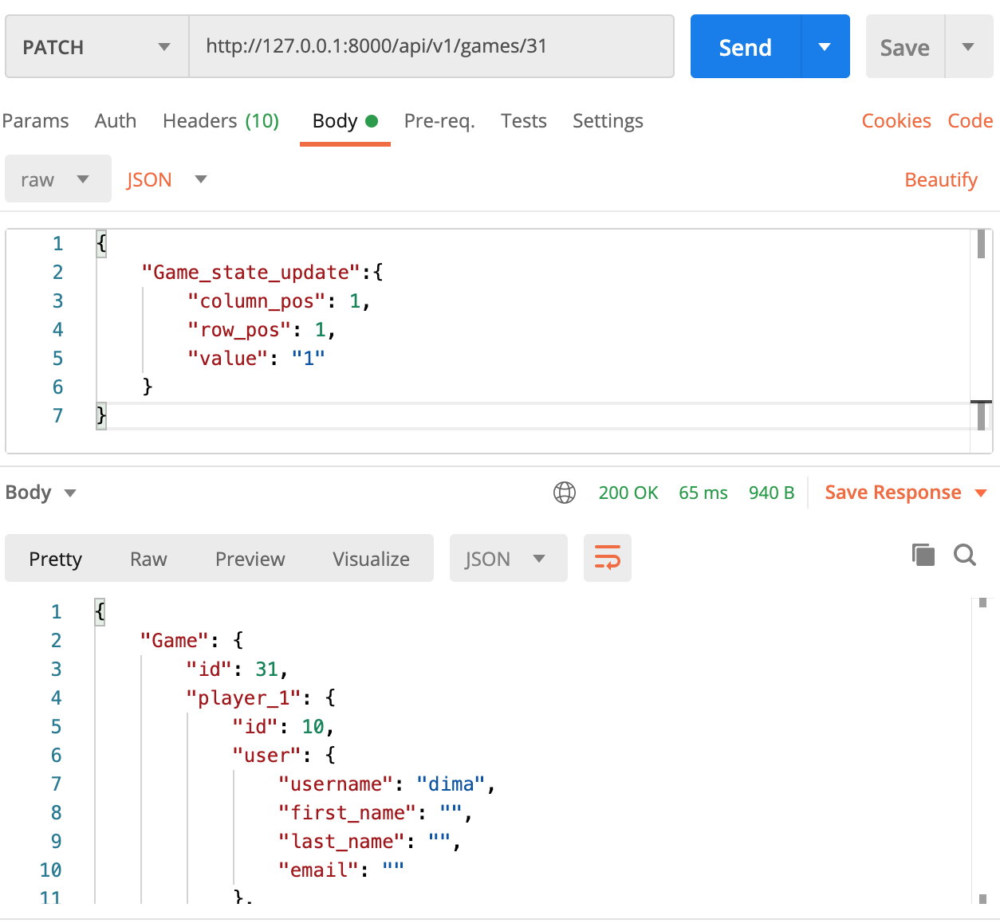 PATCH http://127.0.0.1:8000/api/v1/games/31 Send Save
Params Auth Headers (10) Body Pre-req. Tests Settings Cookies Code
raw JSON Beautify
1 {
2 "Game_state_update":{
3 "column_pos": 1,
4 "row_pos": 1,
5 "value": "1"
6 }
7 }
Body 200 OK 65 ms 940 B Save Response
Pretty Raw Preview Visualize JSON
1 {
2 "Game": {
3 "id": 31,
4 "player_1": {
5 "id": 10,
6 "user": {
7 "username": "dima",
8 "first_name": "",
9 "last_name": "",
10 "email": ""
11 },